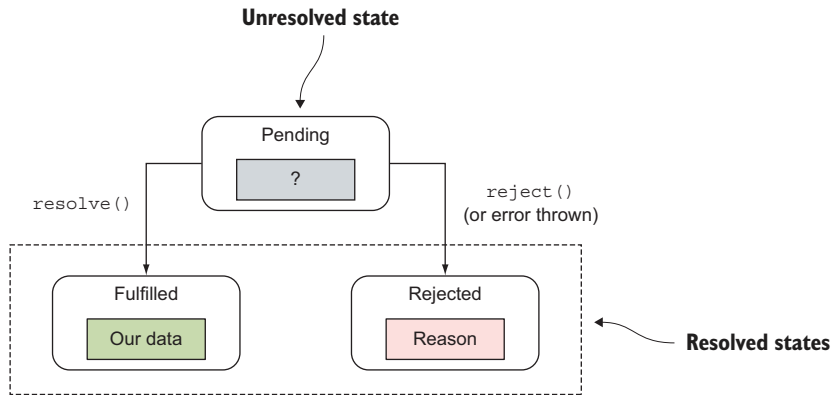 Unresolved state
Pending
?
resolve()
reject()
(or error thrown)
Fulfilled
Our data
Rejected
Reason
Resolved states